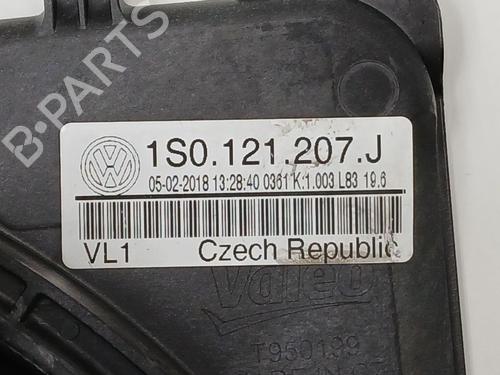 B-PARTS
1S0.121.207.J
05-02-2018 13:28:40 0361 K:1.003 L83 19.6
VL1 Czech Republic
Valeo
T950199